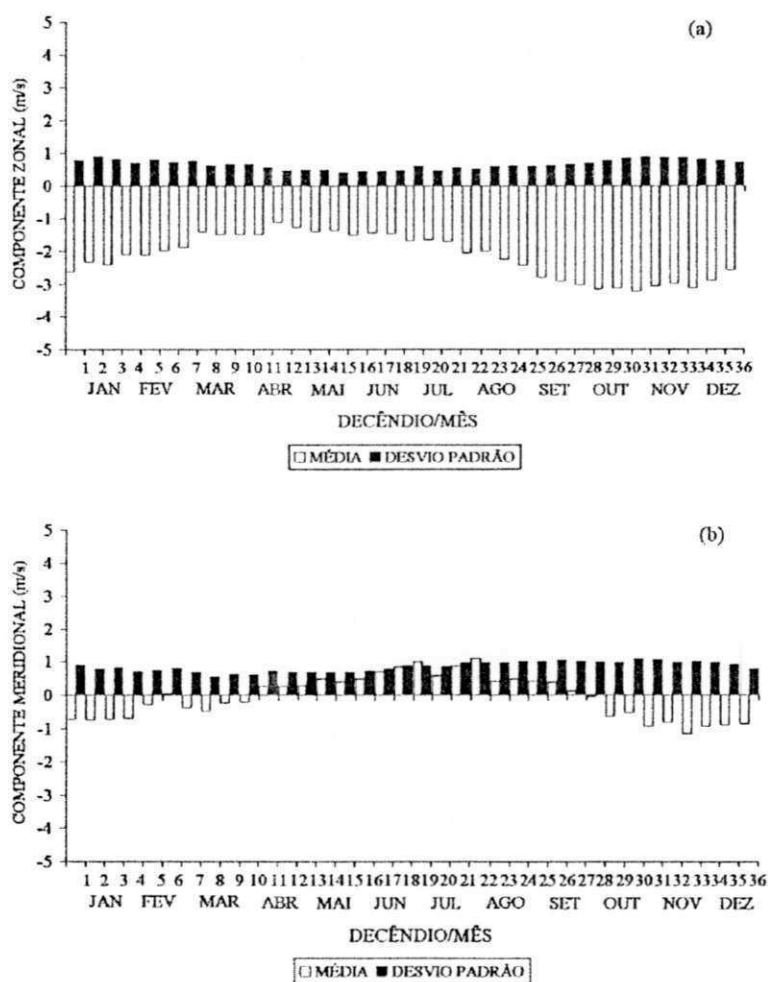 (a)
COMPONENTE ZONAL (m/s)
5
4
3
2
1
0
-1
-2
-3
-4
-5
1 2 3 4 5 6 7 8 9 10 11 12 13 14 15 16 17 18 19 20 21 22 23 24 25 26 27 28 29 30 31 32 33 34 35 36
JAN FEV MAR ABR MAI JUN JUL AGO SET OUT NOV DEZ
DECÊNDIO/MÊS
MÉDIA DESVIO PADRÃO
(b)
COMPONENTE MERIDIONAL (m/s)
5
4
3
2
1
0
-1
-2
-3
-4
-5
1 2 3 4 5 6 7 8 9 10 11 12 13 14 15 16 17 18 19 20 21 22 23 24 25 26 27 28 29 30 31 32 33 34 35 36
JAN FEV MAR ABR MAI JUN JUL AGO SET OUT NOV DEZ
DECÊNDIO/MÊS
MÉDIA DESVIO PADRÃO